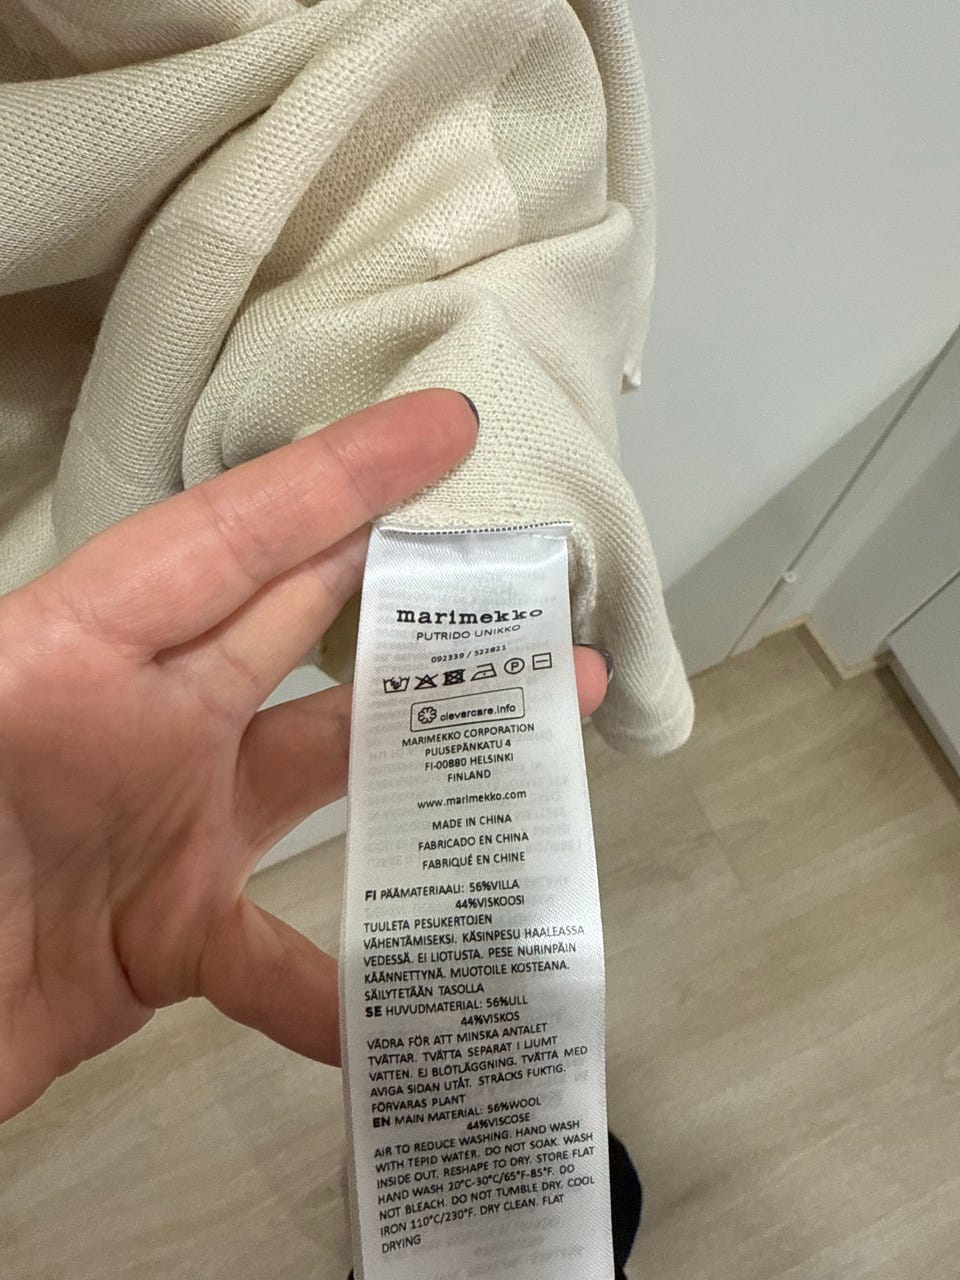 marimekko
PUTRIDO UNIKKO
092339 / 522821
clevercare.info
MARIMEKKO CORPORATION
PUUSEPÄNKATU 4
FI-00880 HELSINKI
FINLAND
www.marimekko.com
MADE IN CHINA
FABRICADO EN CHINA
FABRIQUÉ EN CHINE
FI PÄÄMATERIAALI: 56%VILLA
44%VISKOOSI
TUULETA PESUKERTOJEN
VÄHENTÄMISEKSI. KÄSINPESU HAALEASSA
VEDESSÄ. EI LIOTUSTA. PESE NURINPÄIN
KÄÄNNETTYNÄ. MUOTOILE KOSTEANA.
SÄILYTETÄÄN TASOLLA
SE HUVUDMATERIAL: 56%ULL
44%VISKOS
VÄDRA FÖR ATT MINSKA ANTALET
TVÄTTAR. TVÄTTA SEPARAT I LJUMT
VATTEN. EJ BLÖTLÄGGNING. TVÄTTA MED
AVIGA SIDAN UTÅT. STRÄCKS FUKTIG.
FÖRVARAS PLANT
EN MAIN MATERIAL: 56%WOOL
44%VISCOSE
AIR TO REDUCE WASHING. HAND WASH
WITH TEPID WATER. DO NOT SOAK. WASH
INSIDE OUT. RESHAPE TO DRY. STORE FLAT
HAND WASH 20°C-30°C/65°F-85°F. DO
NOT BLEACH. DO NOT TUMBLE DRY. COOL
IRON 110°C/230°F. DRY CLEAN. FLAT
DRYING